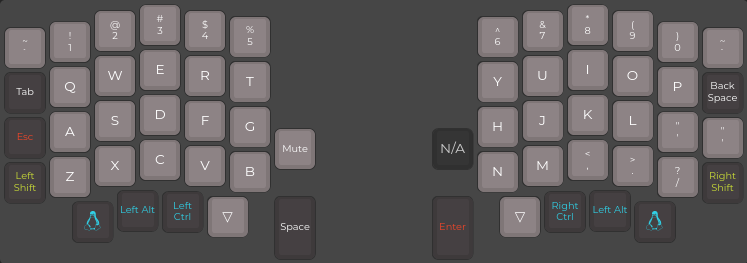 ~
`
!
1
@
2
#
3
$
4
%
5
^
6
&
7
*
8
(
9
)
0
~
`
Tab
Q
W
E
R
T
Y
U
I
O
P
Back
Space
Esc
A
S
D
F
G
Mute
N/A
H
J
K
L
"
'
"
'
Left
Shift
Z
X
C
V
B
N
M
<
,
>
.
?
/
Right
Shift
Left Alt
Left
Ctrl
▽
Space
Enter
▽
Right
Ctrl
Left Alt